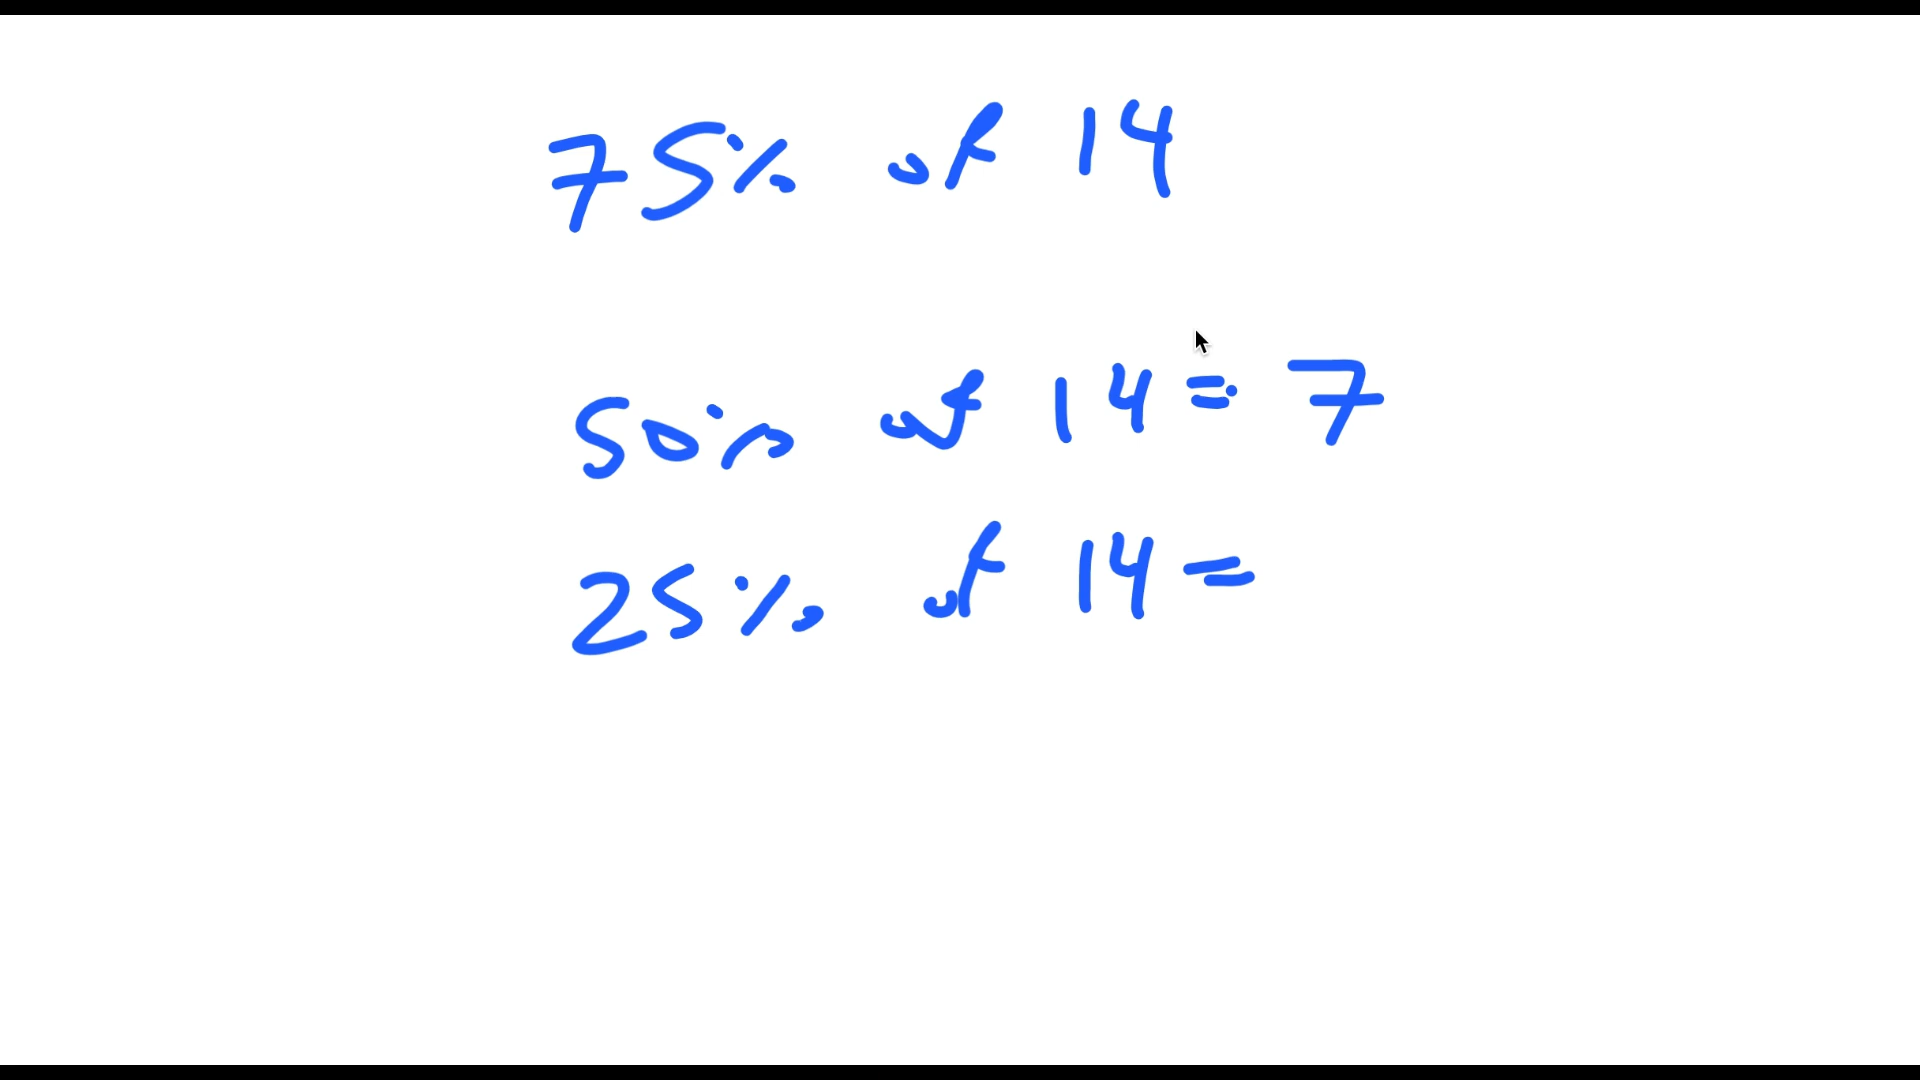 75% of 14
50% of 14 = 7
25% of 14 =